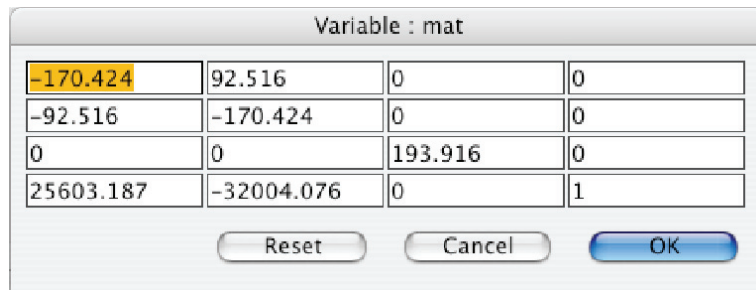 Variable : mat
-170.424 92.516 0 0
-92.516 -170.424 0 0
0 0 193.916 0
25603.187 -32004.076 0 1
Reset Cancel OK